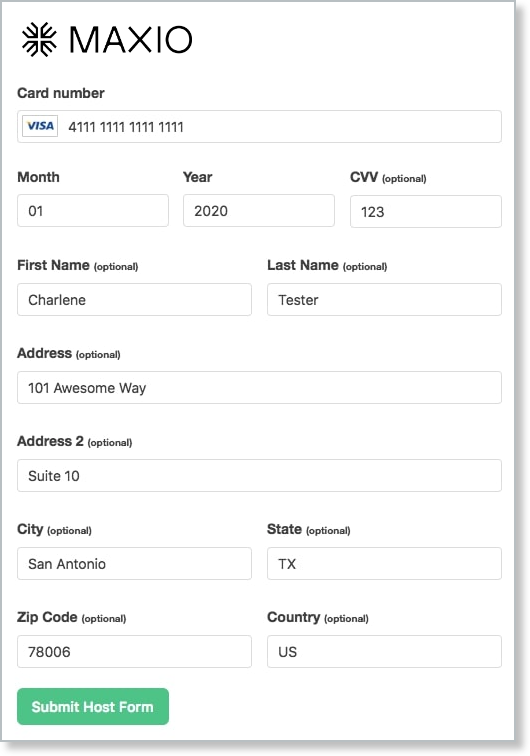 MAXIO
Card number
VISA 4111 1111 1111 1111
Month Year CVV (optional)
01 2020 123
First Name (optional) Last Name (optional)
Charlene Tester
Address (optional)
101 Awesome Way
Address 2 (optional)
Suite 10
City (optional) State (optional)
San Antonio TX
Zip Code (optional) Country (optional)
78006 US
Submit Host Form